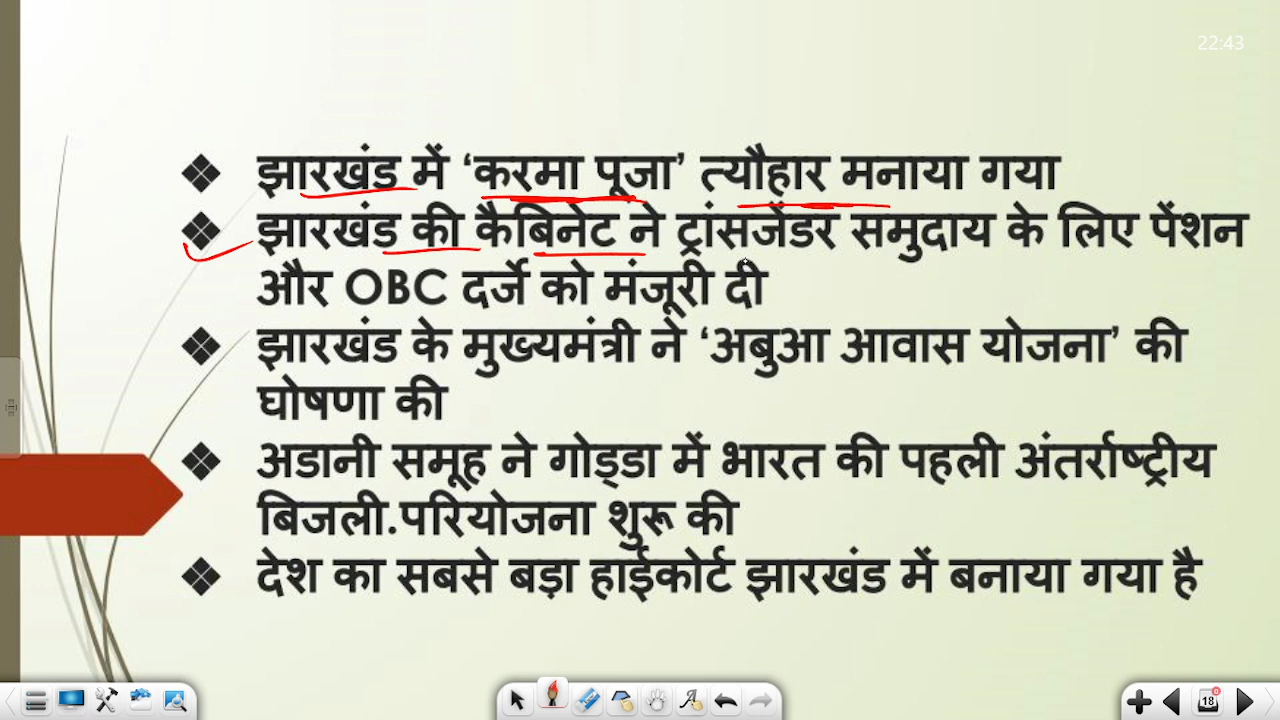 22:43
झारखंड में ‘करमा पूजा’ त्यौहार मनाया गया
झारखंड की कैबिनेट ने ट्रांसजेंडर समुदाय के लिए पेंशन
और OBC दर्जे को मंजूरी दी
झारखंड के मुख्यमंत्री ने ‘अबुआ आवास योजना’ की
घोषणा की
अडानी समूह ने गोड्डा में भारत की पहली अंतर्राष्ट्रीय
बिजली.परियोजना शुरू की
देश का सबसे बड़ा हाईकोर्ट झारखंड में बनाया गया है
18